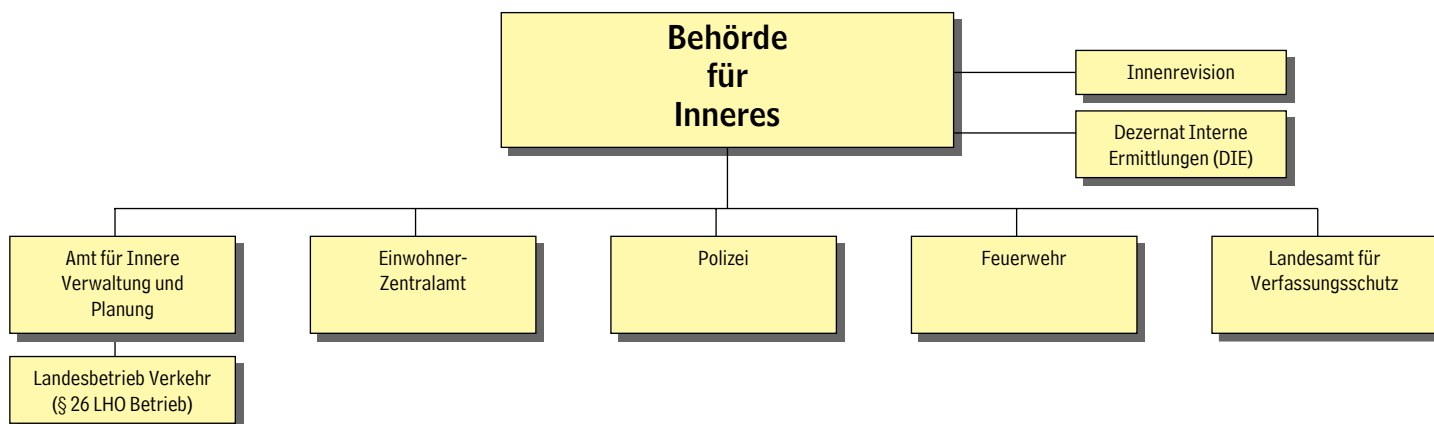 Behörde
für
Inneres
Innenrevision
Dezernat Interne
Ermittlungen (DIE)
Amt für Innere
Verwaltung und
Planung
Einwohner-
Zentralamt
Polizei
Feuerwehr
Landesamt für
Verfassungsschutz
Landesbetrieb Verkehr
(§ 26 LHO Betrieb)